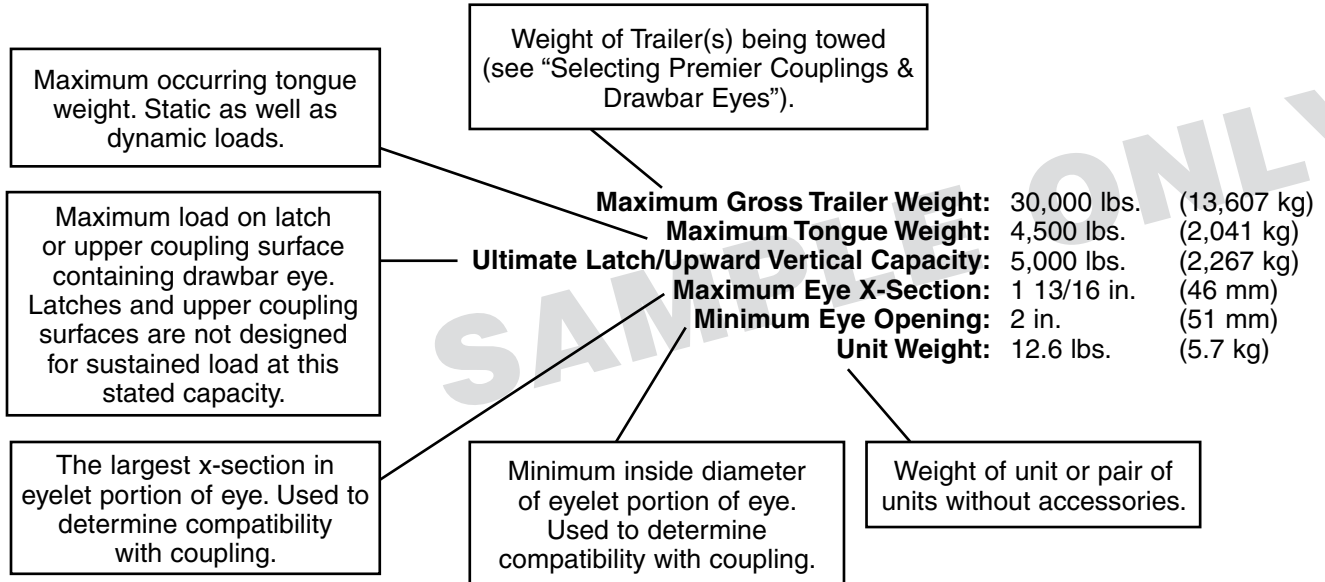 Weight of Trailer(s) being towed
(see “Selecting Premier Couplings &
Drawbar Eyes”).
Maximum occurring tongue
weight. Static as well as
dynamic loads.
Maximum load on latch
or upper coupling surface
containing drawbar eye.
Latches and upper coupling
surfaces are not designed
for sustained load at this
stated capacity.
Maximum Gross Trailer Weight: 30,000 lbs. (13,607 kg)
Maximum Tongue Weight: 4,500 lbs. (2,041 kg)
Ultimate Latch/Upward Vertical Capacity: 5,000 lbs. (2,267 kg)
Maximum Eye X-Section: 1 13/16 in. (46 mm)
Minimum Eye Opening: 2 in. (51 mm)
Unit Weight: 12.6 lbs. (5.7 kg)
SAMPLE ONLY
The largest x-section in
eyelet portion of eye. Used to
determine compatibility
with coupling.
Minimum inside diameter
of eyelet portion of eye.
Used to determine
compatibility with coupling.
Weight of unit or pair of
units without accessories.